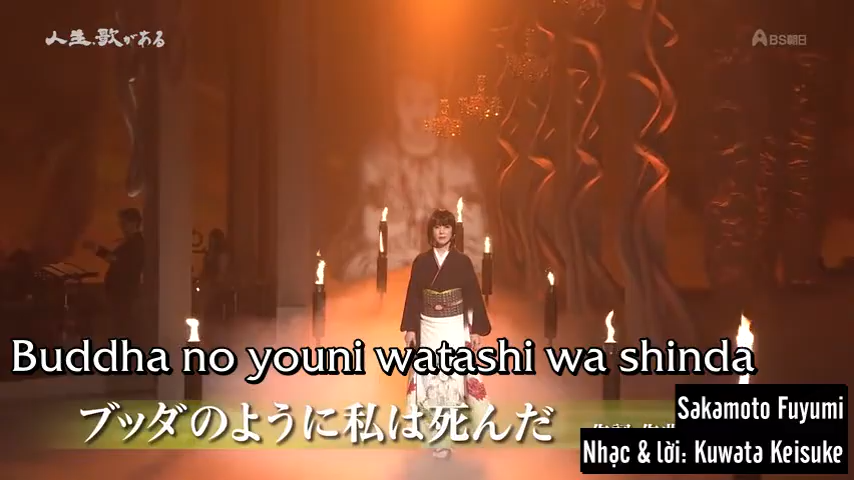 人生、歌がある
BS朝日
Buddha no youni watashi wa shinda
ブッダのように私は死んだ
Sakamoto Fuyumi
Nhạc & lời: Kuwata Keisuke